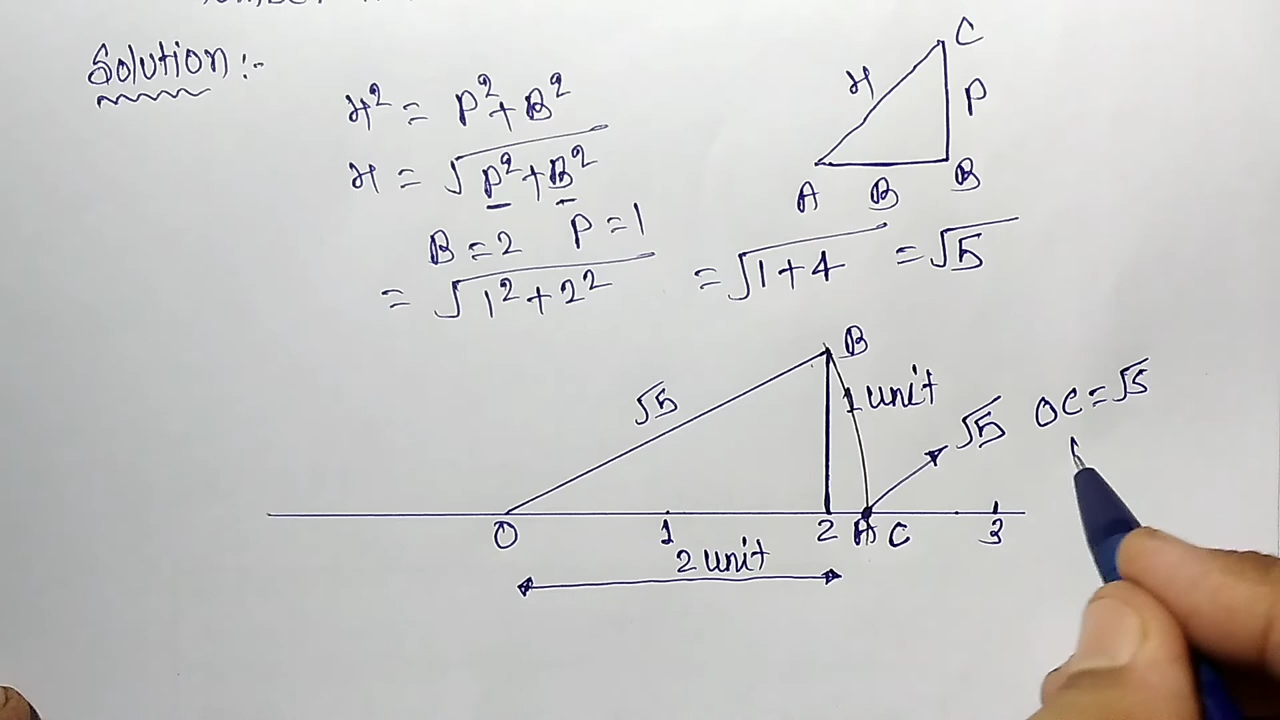 Solution :-
H² = P² + B²
H = √P² + B²
B = 2 P = 1
= √1² + 2² = √1 + 4 = √5
C
H
P
A B B
B
√5
1 unit
√5 OC = √5
O 1 2 A C 3
2 unit